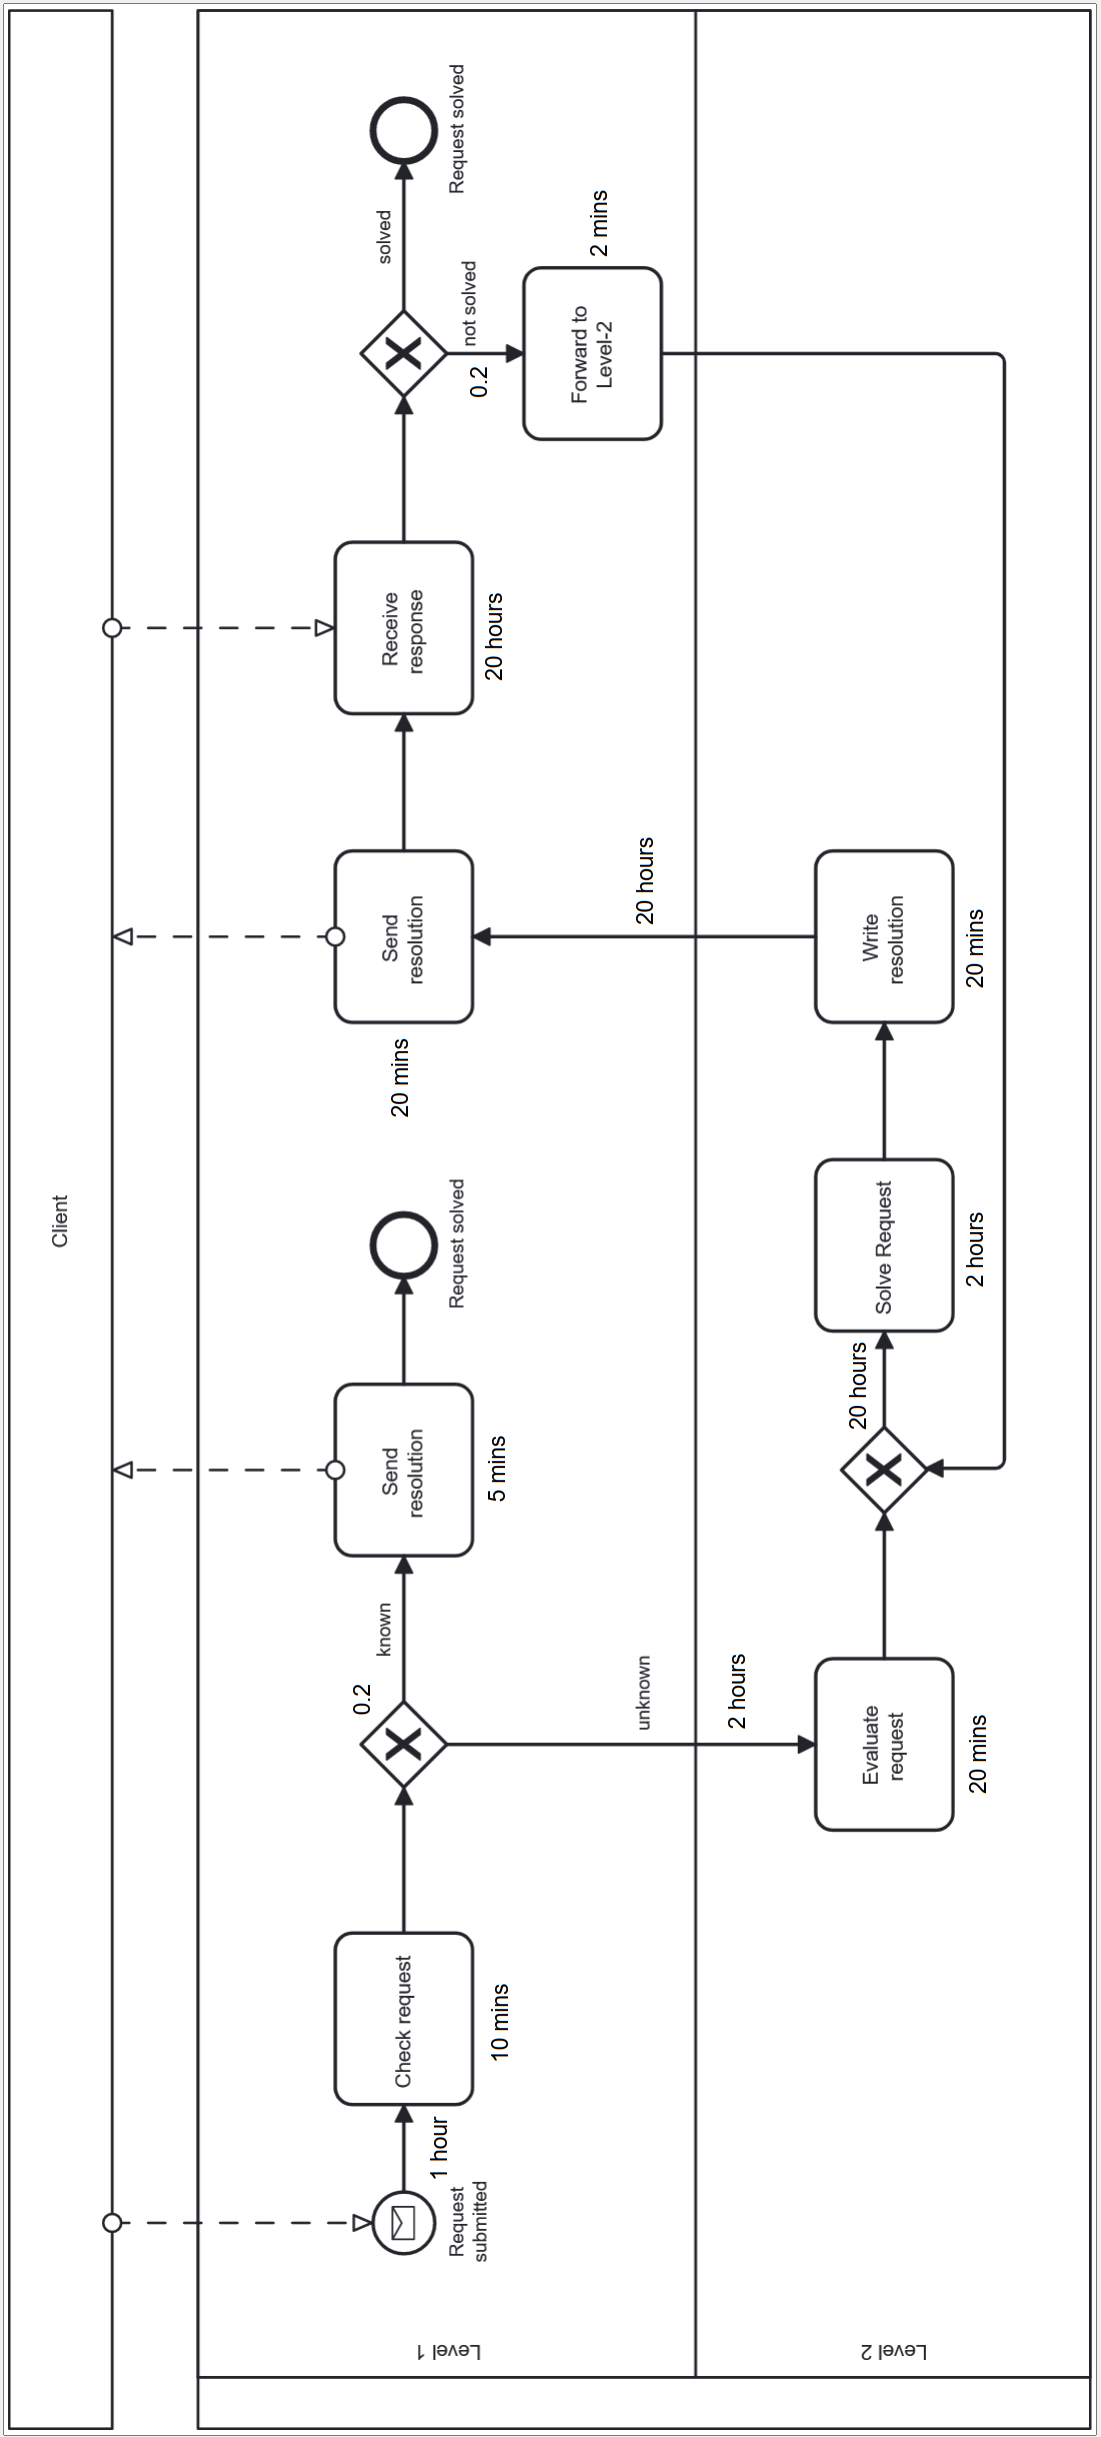 Client
Level 1
Level 2
Request
submitted
1 hour
Check request
10 mins
0.2
known
unknown
2 hours
Send
resolution
5 mins
Request solved
Evaluate
request
20 mins
20 hours
Solve Request
2 hours
Write
resolution
20 mins
20 hours
Send
resolution
20 mins
Receive
response
20 hours
solved
Request solved
not solved
0.2
Forward to
Level-2
2 mins